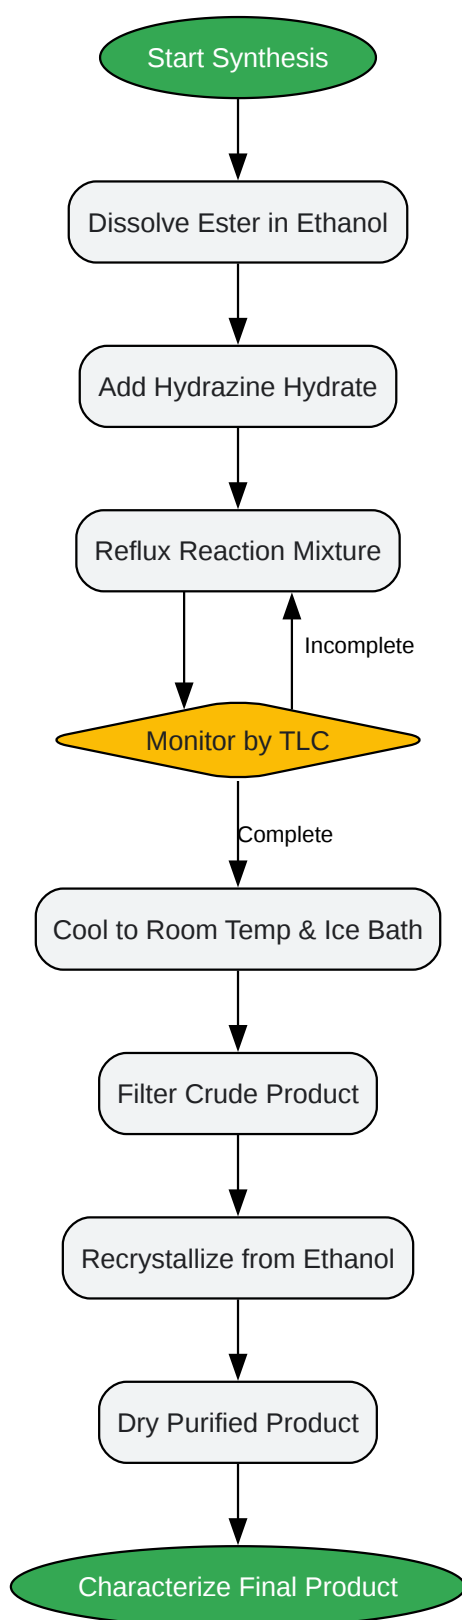 Start Synthesis
Dissolve Ester in Ethanol
Add Hydrazine Hydrate
Reflux Reaction Mixture
Incomplete
Monitor by TLC
Complete
Cool to Room Temp & Ice Bath
Filter Crude Product
Recrystallize from Ethanol
Dry Purified Product
Characterize Final Product